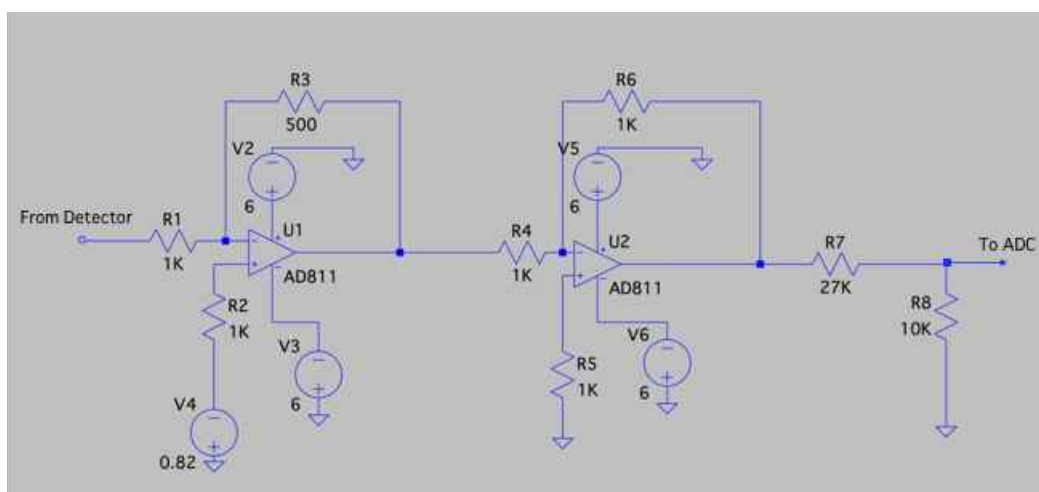 R3
500
R6
1K
V2
6
V5
6
From Detector
R1
1K
U1
AD811
R4
1K
U2
AD811
R7
27K
To ADC
R2
1K
V3
6
R5
1K
V6
6
R8
10K
V4
0.82